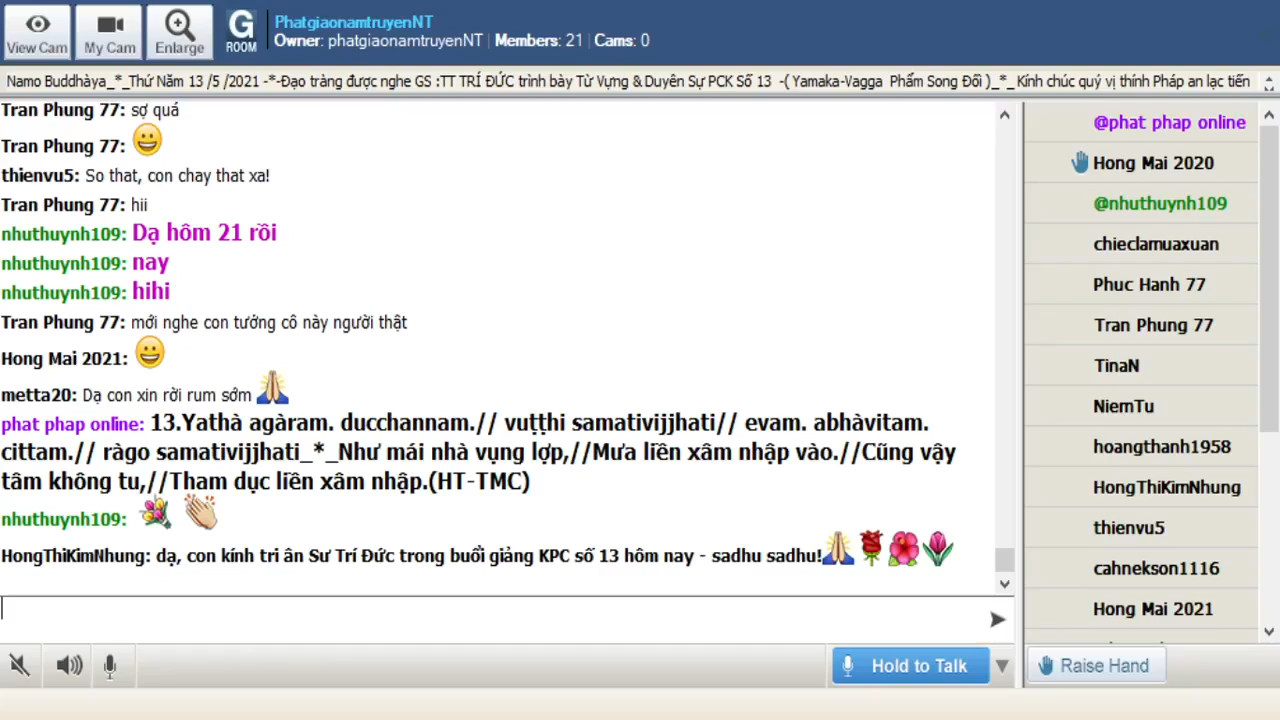 View Cam
My Cam
Enlarge
G
ROOM
PhatgiaonamtruyenNT
Owner: phatgiaonamtruyenNT | Members: 21 | Cams: 0
Namo Buddhàya_*_Thứ Năm 13 /5 /2021 -*-Đạo tràng được nghe GS :TT TRÍ ĐỨC trình bày Từ Vựng & Duyên Sự PCK Số 13 -( Yamaka-Vagga Phẩm Song Đối )_*_ Kính chúc quý vị thính Pháp an lạc tiến
Tran Phung 77: sợ quá
Tran Phung 77:
thienvu5: So that, con chay that xa!
Tran Phung 77: hii
nhuthuynh109: Dạ hôm 21 rồi
nhuthuynh109: nay
nhuthuynh109: hihi
Tran Phung 77: mới nghe con tưởng cô này người thật
Hong Mai 2021:
metta20: Dạ con xin rời rum sớm
phat phap online: 13.Yathà agàram. ducchannam.// vuṭṭhi samativijjhati// evam. abhàvitam.
cittam.// ràgo samativijjhati_*_Như mái nhà vụng lợp,//Mưa liền xâm nhập vào.//Cũng vậy
tâm không tu,//Tham dục liền xâm nhập.(HT-TMC)
nhuthuynh109:
HongThiKimNhung: dạ, con kính tri ân Sư Trí Đức trong buổi giảng KPC số 13 hôm nay - sadhu sadhu!
@phat phap online
Hong Mai 2020
@nhuthuynh109
chieclamuaxuan
Phuc Hanh 77
Tran Phung 77
TinaN
NiemTu
hoangthanh1958
HongThiKimNhung
thienvu5
cahnekson1116
Hong Mai 2021
Hold to Talk
Raise Hand